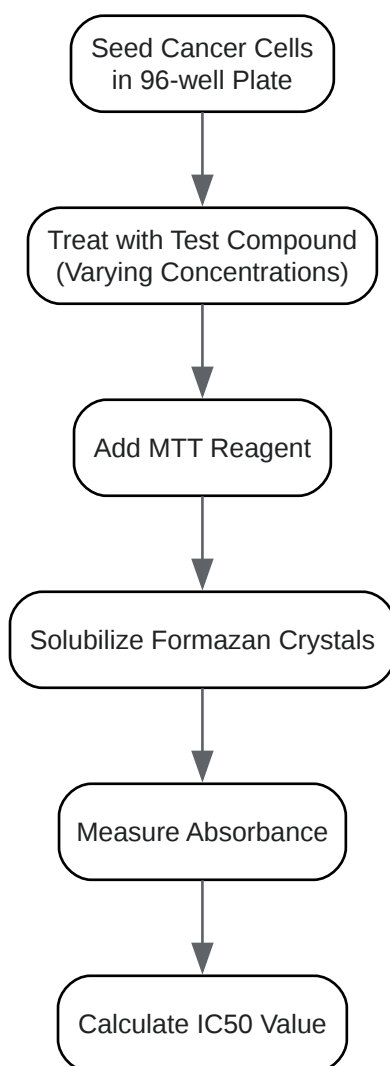 Seed Cancer Cells
in 96-well Plate
Treat with Test Compound
(Varying Concentrations)
Add MTT Reagent
Solubilize Formazan Crystals
Measure Absorbance
Calculate IC50 Value